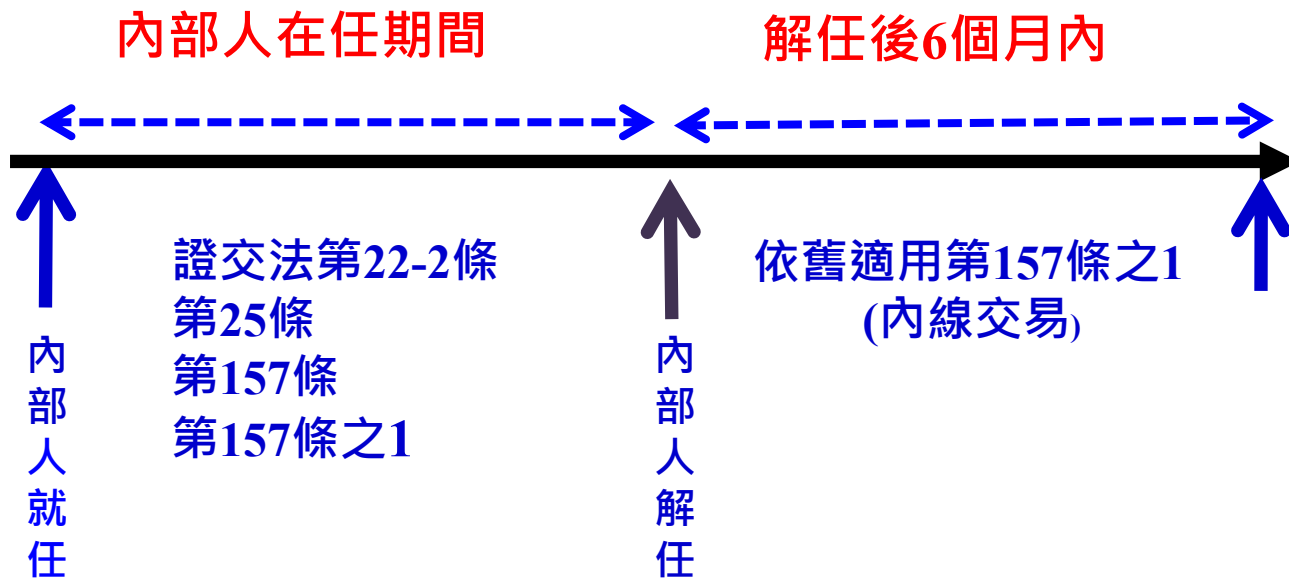 內部人在任期間
解任後6個月內
證交法第22-2條
第25條
第157條
第157條之1
依舊適用第157條之1
(內線交易)
內部人就任
內部人解任